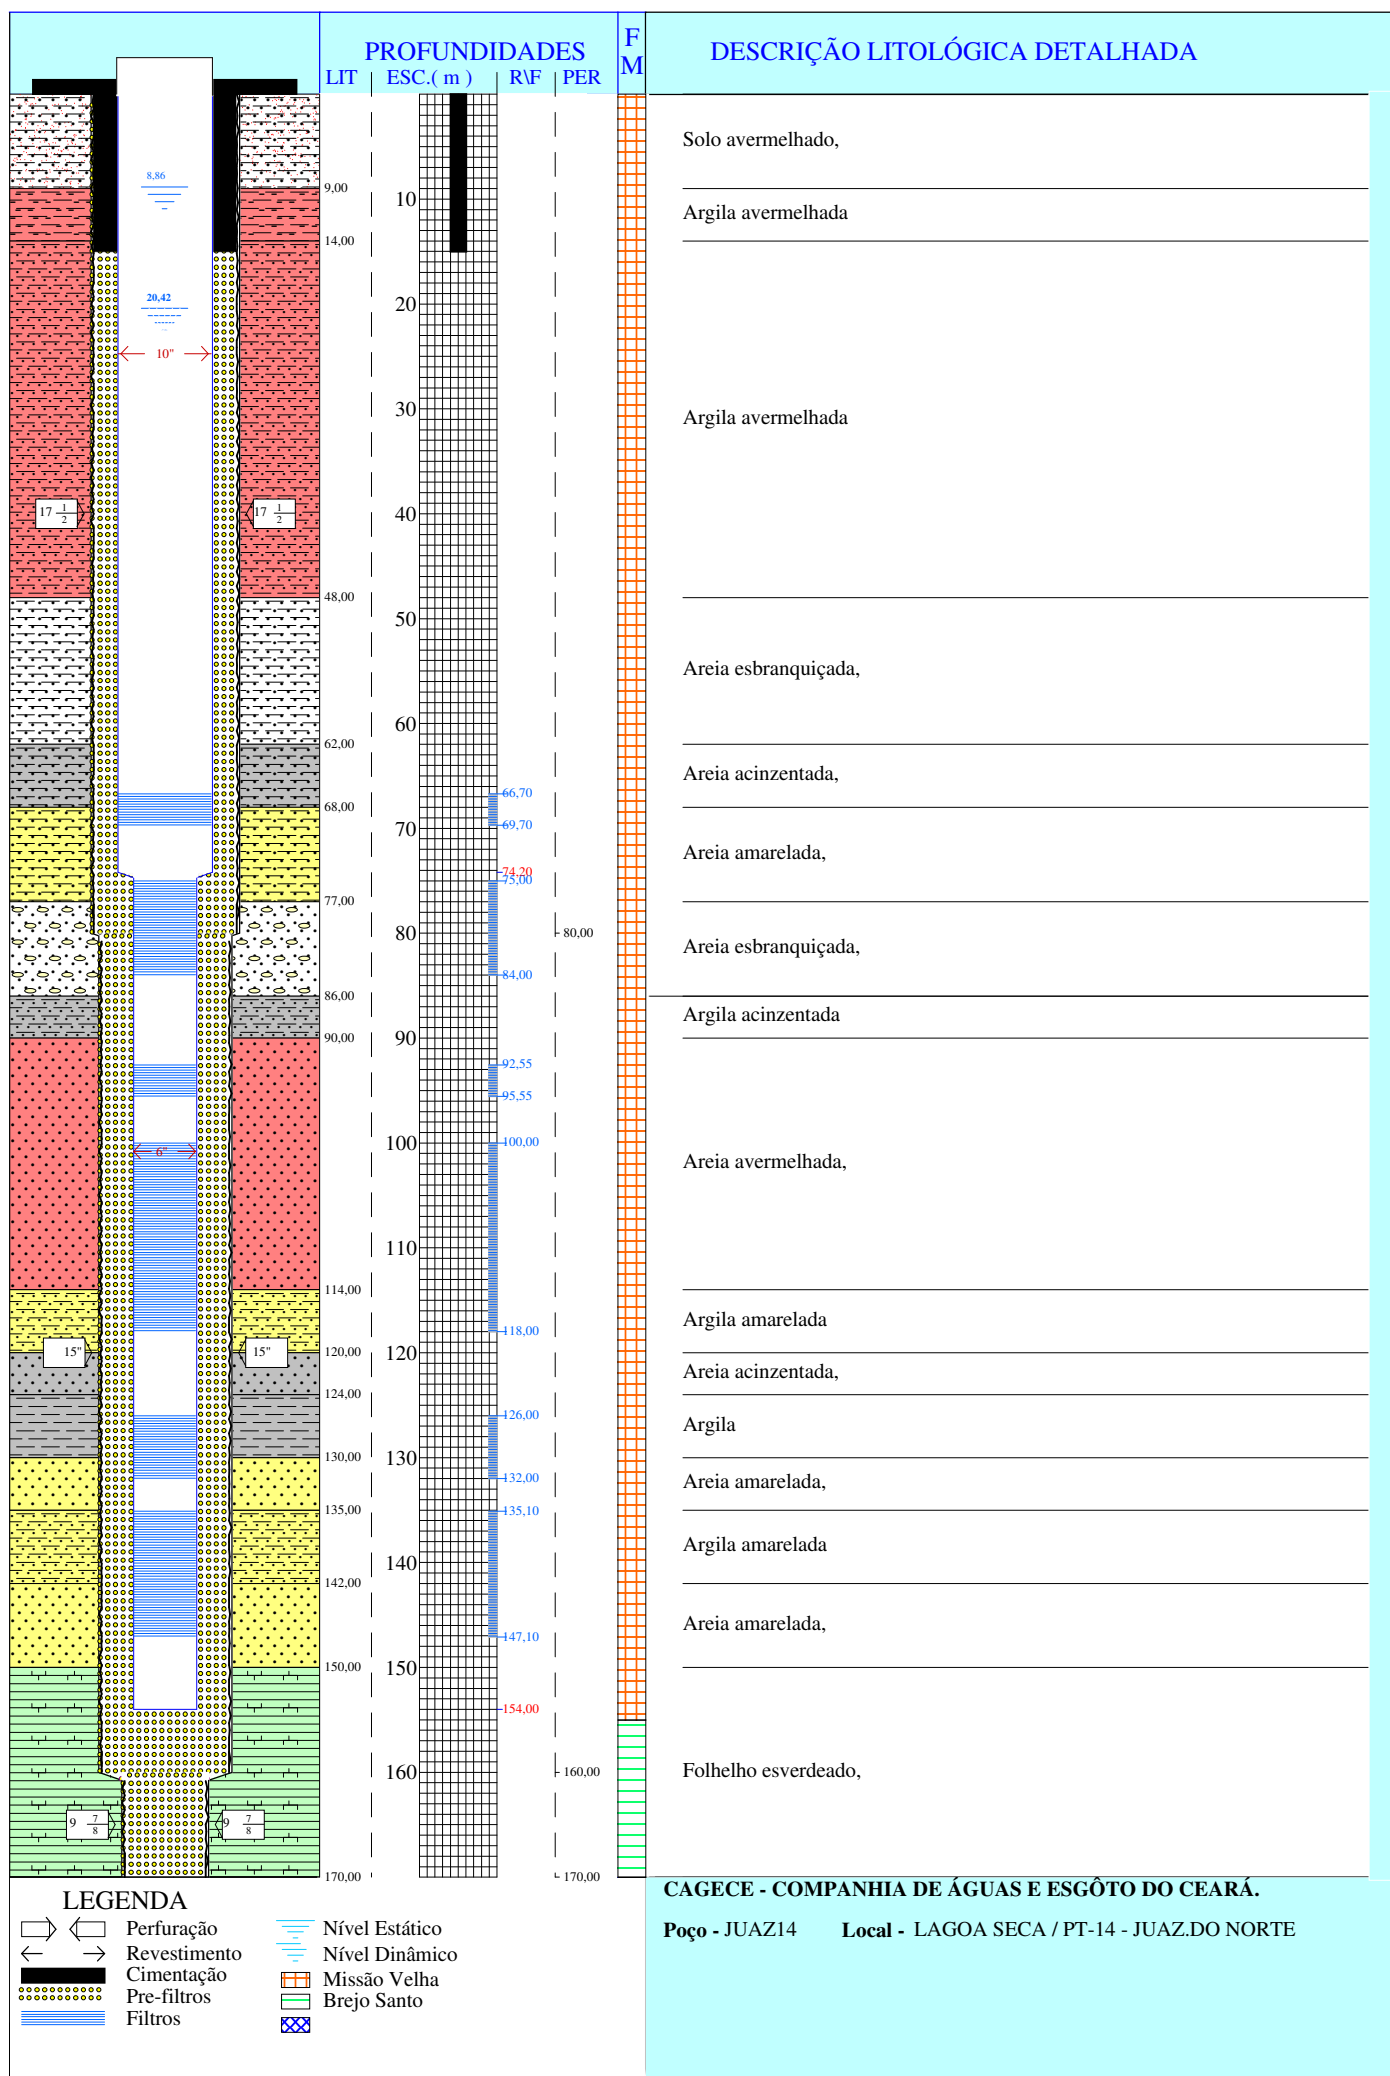 PROFUNDIDADES
F
M
DESCRIÇÃO LITOLÓGICA DETALHADA
LIT
ESC.( m )
R\F
PER
Solo avermelhado,
8,86
9,00
10
Argila avermelhada
14,00
20,42
20
10"
30
Argila avermelhada
17 1/2
17 1/2
40
48,00
50
Areia esbranquiçada,
60
62,00
Areia acinzentada,
66,70
68,00
69,70
70
Areia amarelada,
74,20
75,00
77,00
80
80,00
Areia esbranquiçada,
84,00
86,00
Argila acinzentada
90,00
90
92,55
95,55
100
100,00
6"
Areia avermelhada,
110
114,00
Argila amarelada
118,00
15"
15"
120,00
120
Areia acinzentada,
124,00
126,00
Argila
130,00
130
132,00
Areia amarelada,
135,00
135,10
Argila amarelada
140
142,00
Areia amarelada,
147,10
150,00
150
154,00
160
160,00
Folhelho esverdeado,
9 7/8
9 7/8
170,00
170,00
LEGENDA
Perfuração
Revestimento
Cimentação
Pre-filtros
Filtros
Nível Estático
Nível Dinâmico
Missão Velha
Brejo Santo
CAGECE - COMPANHIA DE ÁGUAS E ESGÔTO DO CEARÁ.
Poço - JUAZ14 Local - LAGOA SECA / PT-14 - JUAZ.DO NORTE